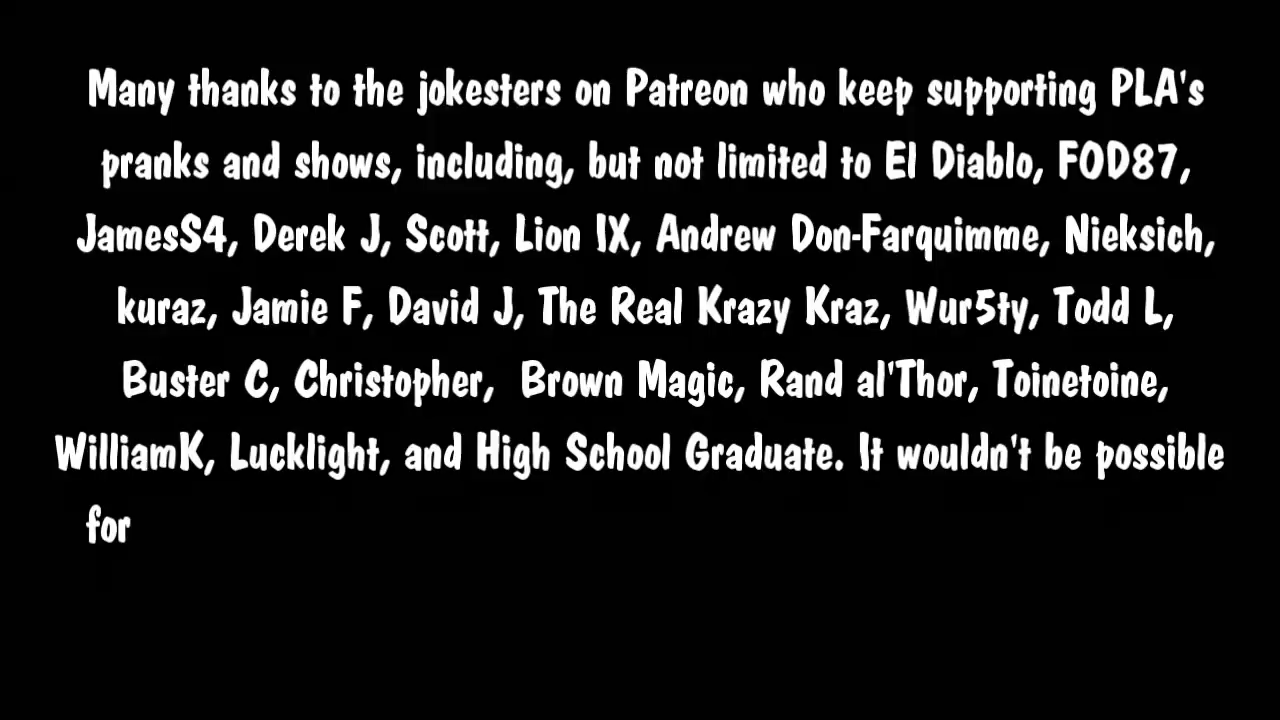 Many thanks to the jokesters on Patreon who keep supporting PLA's
pranks and shows, including, but not limited to El Diablo, FOD87,
JamesS4, Derek J, Scott, Lion IX, Andrew Don-Farquimme, Nieksich,
kuraz, Jamie F, David J, The Real Krazy Kraz, Wur5ty, Todd L,
Buster C, Christopher,  Brown Magic, Rand al'Thor, Toinetoine,
WilliamK, Lucklight, and High School Graduate. It wouldn't be possible
for